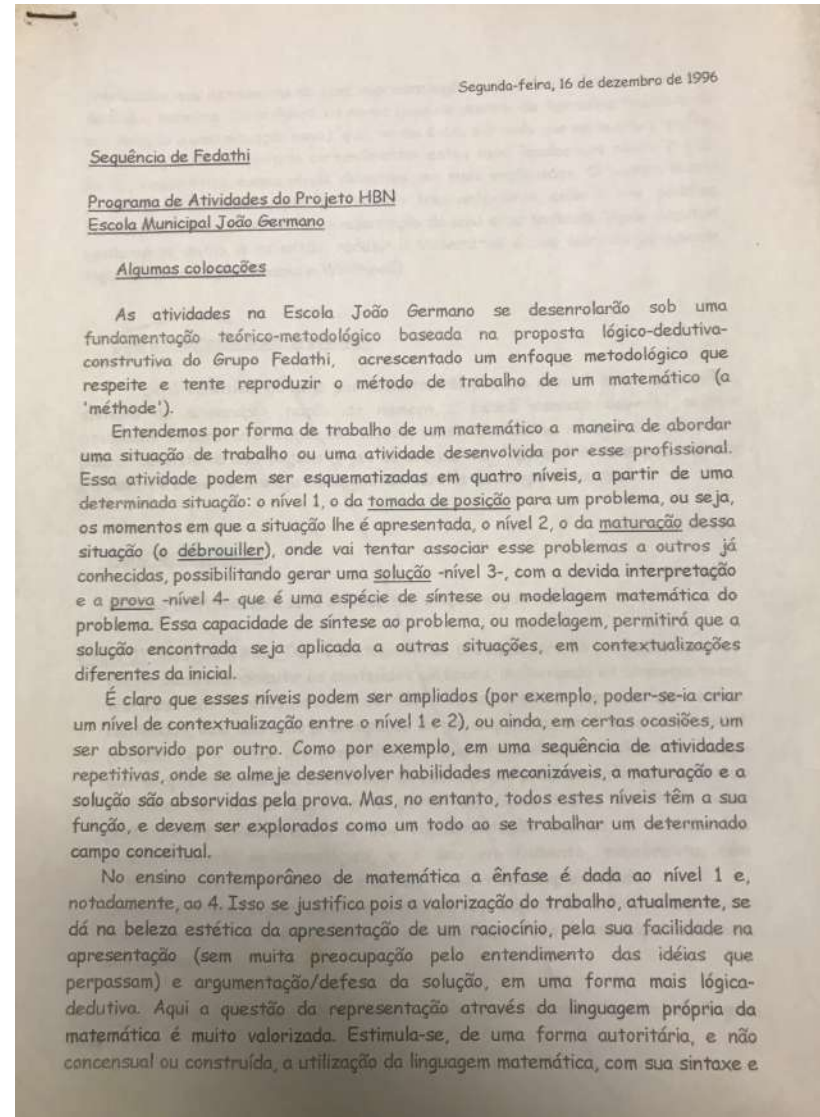 Segunda-feira, 16 de dezembro de 1996
Sequência de Fedathi
Programa de Atividades do Projeto HBN
Escola Municipal João Germano
Algumas colocações
As atividades na Escola João Germano se desenrolarão sob uma
fundamentação teórico-metodológico baseada na proposta lógico-dedutiva-
construtiva do Grupo Fedathi, acrescentado um enfoque metodológico que
respeite e tente reproduzir o método de trabalho de um matemático (a
'méthode').
Entendemos por forma de trabalho de um matemático a maneira de abordar
uma situação de trabalho ou uma atividade desenvolvida por esse profissional.
Essa atividade podem ser esquematizadas em quatro níveis, a partir de uma
determinada situação: o nível 1, o da tomada de posição para um problema, ou seja,
os momentos em que a situação lhe é apresentada, o nível 2, o da maturação dessa
situação (o débrouiller), onde vai tentar associar esse problemas a outros já
conhecidas, possibilitando gerar uma solução -nível 3-, com a devida interpretação
e a prova -nível 4- que é uma espécie de síntese ou modelagem matemática do
problema. Essa capacidade de síntese ao problema, ou modelagem, permitirá que a
solução encontrada seja aplicada a outras situações, em contextualizações
diferentes da inicial.
É claro que esses níveis podem ser ampliados (por exemplo, poder-se-ia criar
um nível de contextualização entre o nível 1 e 2), ou ainda, em certas ocasiões, um
ser absorvido por outro. Como por exemplo, em uma sequência de atividades
repetitivas, onde se almeje desenvolver habilidades mecanizáveis, a maturação e a
solução são absorvidas pela prova. Mas, no entanto, todos estes níveis têm a sua
função, e devem ser explorados como um todo ao se trabalhar um determinado
campo conceitual.
No ensino contemporâneo de matemática a ênfase é dada ao nível 1 e,
notadamente, ao 4. Isso se justifica pois a valorização do trabalho, atualmente, se
dá na beleza estética da apresentação de um raciocínio, pela sua facilidade na
apresentação (sem muita preocupação pelo entendimento das idéias que
perpassam) e argumentação/defesa da solução, em uma forma mais lógica-
dedutiva. Aqui a questão da representação através da linguagem própria da
matemática é muito valorizada. Estimula-se, de uma forma autoritária, e não
concensual ou construída, a utilização da linguagem matemática, com sua sintaxe e